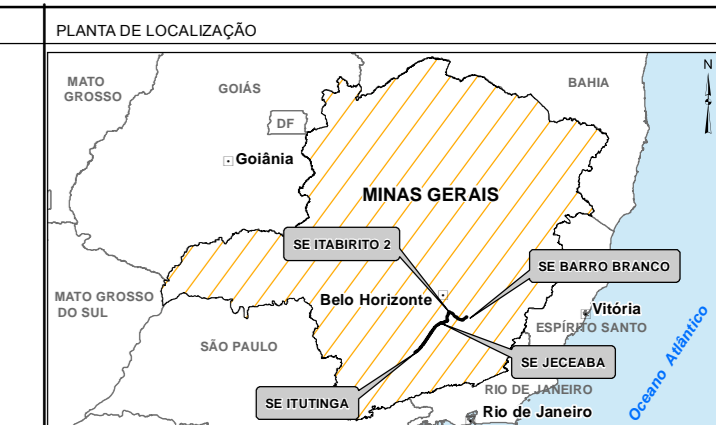 PLANTA DE LOCALIZAÇÃO
N
MATO
GROSSO
GOIÁS
BAHIA
DF
Goiânia
MINAS GERAIS
SE ITABIRITO 2
SE BARRO BRANCO
MATO GROSSO
DO SUL
Belo Horizonte
Vitória
ESPÍRITO SANTO
SÃO PAULO
SE JECEABA
Oceano Atlântico
SE ITUTINGA
RIO DE JANEIRO
Rio de Janeiro